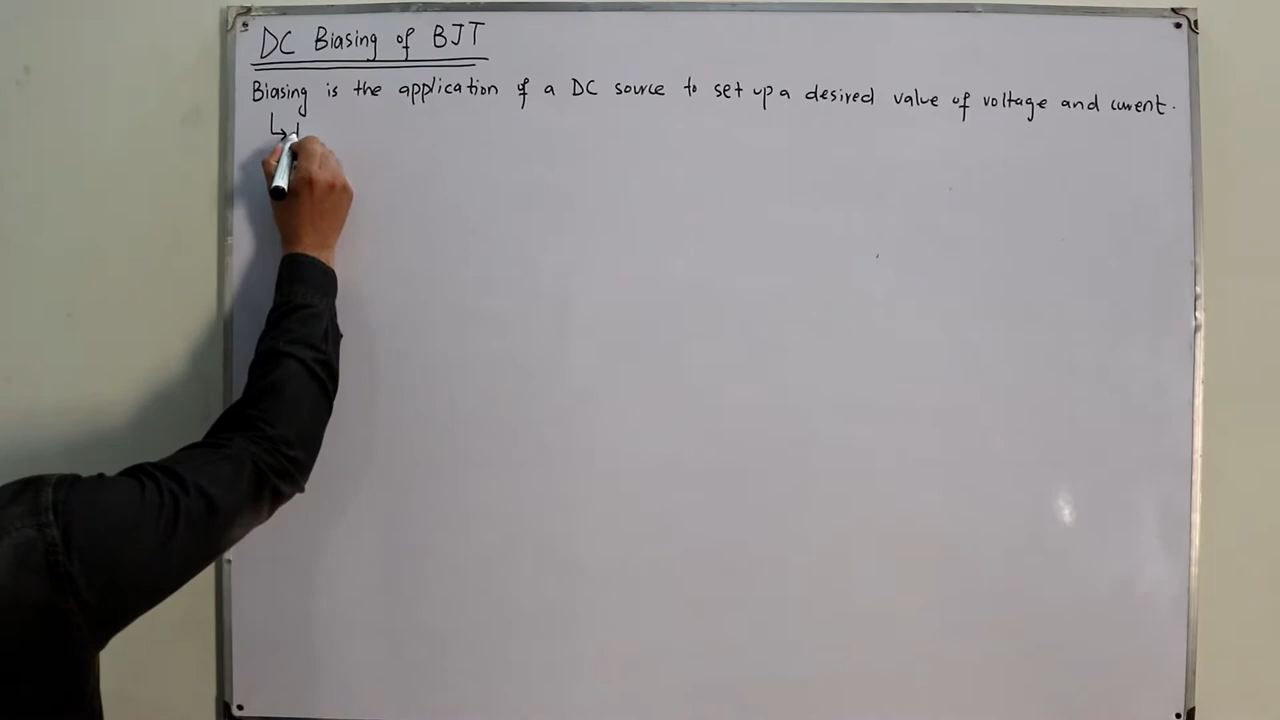 DC Biasing of BJT
Biasing is the application of a DC source to set up a desired value of voltage and current.